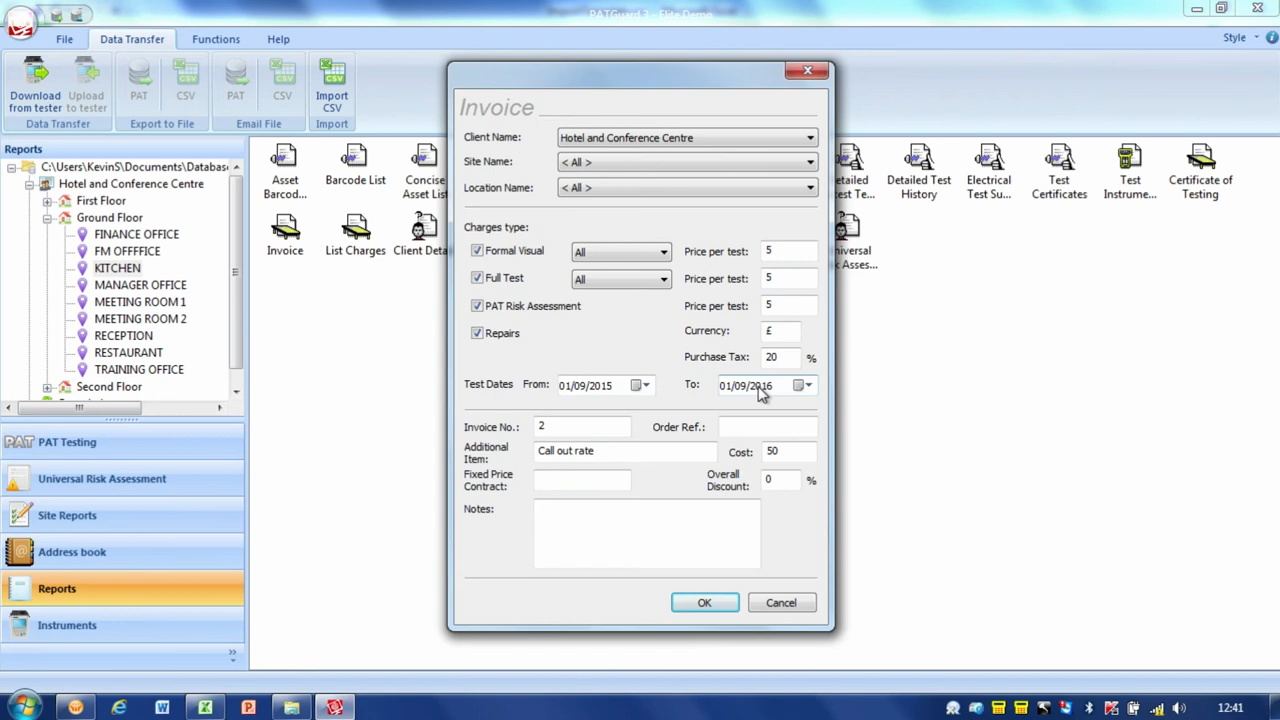 PATGuard 3 - Elite Demo
File
Data Transfer
Functions
Help
Style
Download from tester
Upload to tester
PAT
CSV
PAT
CSV
Import CSV
Data Transfer
Export to File
Email File
Import
Reports
C:\Users\KevinS\Documents\Databas
Hotel and Conference Centre
First Floor
Ground Floor
FINANCE OFFICE
FM OFFFFICE
KITCHEN
MANAGER OFFICE
MEETING ROOM 1
MEETING ROOM 2
RECEPTION
RESTAURANT
TRAINING OFFICE
Second Floor
PAT Testing
Universal Risk Assessment
Site Reports
Address book
Reports
Instruments
Asset Barcod...
Barcode List
Concise Asset List
Detailed Test History
Electrical Test Su...
Test Certificates
Test Instrume...
Certificate of Testing
Invoice
List Charges
Client Deta
Invoice
Client Name: Hotel and Conference Centre
Site Name: < All >
Location Name: < All >
Charges type:
Formal Visual All Price per test: 5
Full Test All Price per test: 5
PAT Risk Assessment Price per test: 5
Repairs Currency: £
Purchase Tax: 20 %
Test Dates From: 01/09/2015 To: 01/09/2016
Invoice No.: 2 Order Ref.:
Additional Item: Call out rate Cost: 50
Fixed Price Contract: Overall Discount: 0 %
Notes:
OK Cancel
12:41